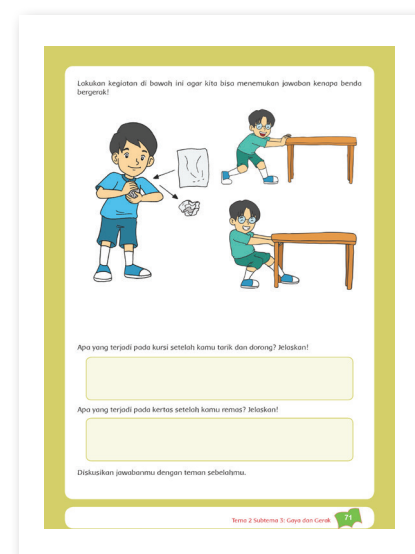 Lakukan kegiatan di bawah ini agar kita bisa menemukan jawaban kenapa benda
bergerak!
Apa yang terjadi pada kursi setelah kamu tarik dan dorong? Jelaskan!
Apa yang terjadi pada kertas setelah kamu remas? Jelaskan!
Diskusikan jawabanmu dengan teman sebelahmu.
Tema 2 Subtema 3: Gaya dan Gerak
71